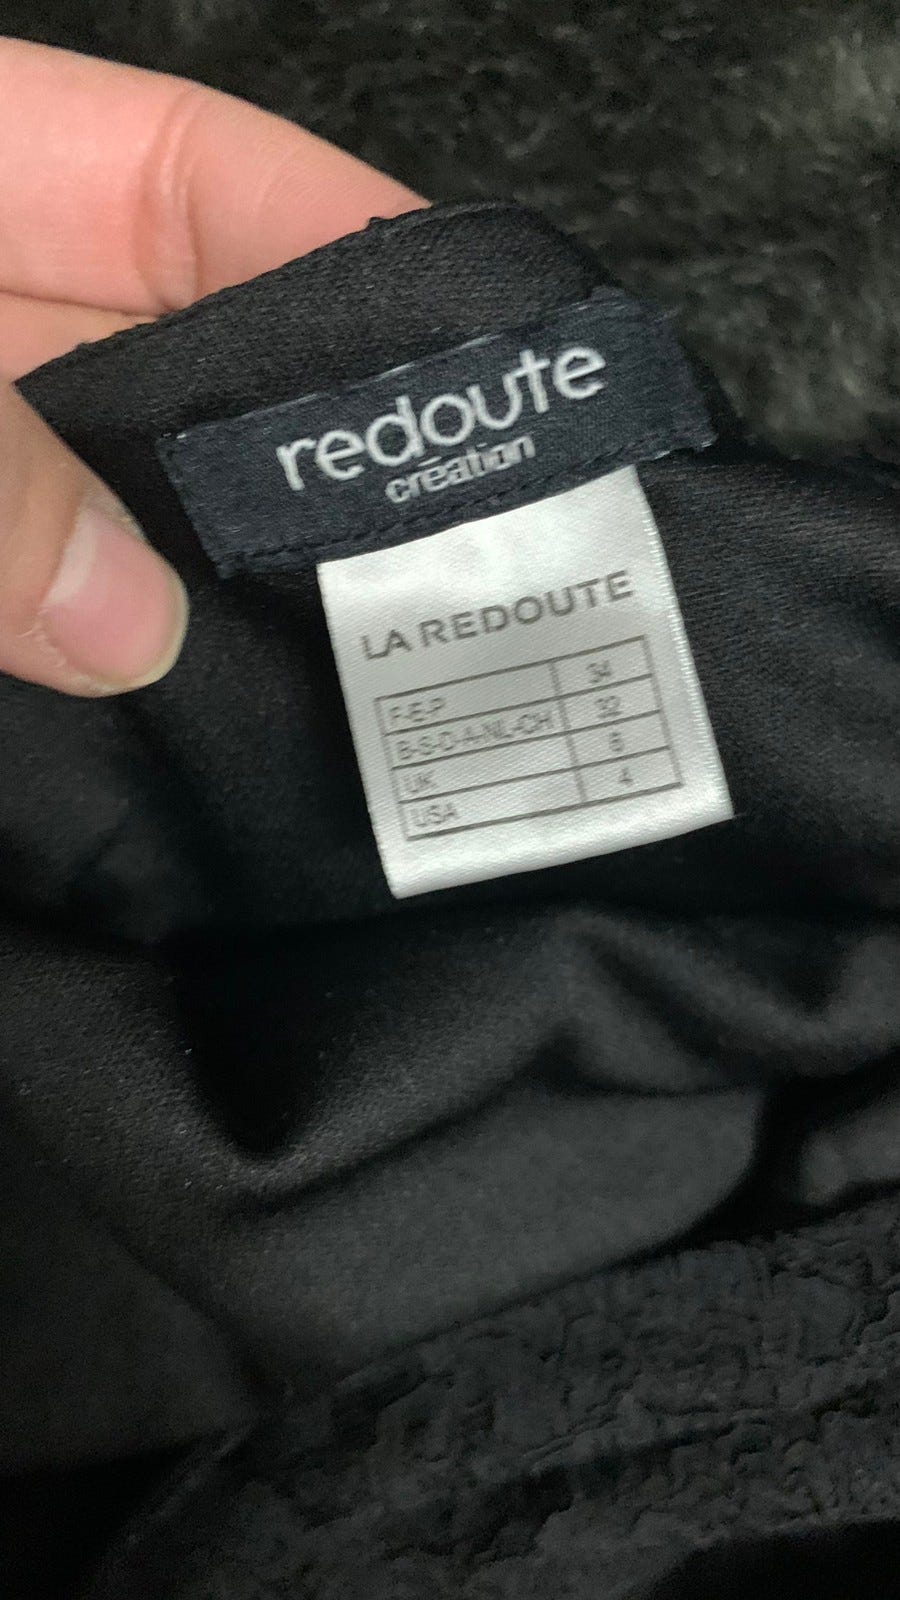 redoute
création
LA REDOUTE
F-E-P 34
B-S-D-A-NL-CH 32
UK 6
USA 4